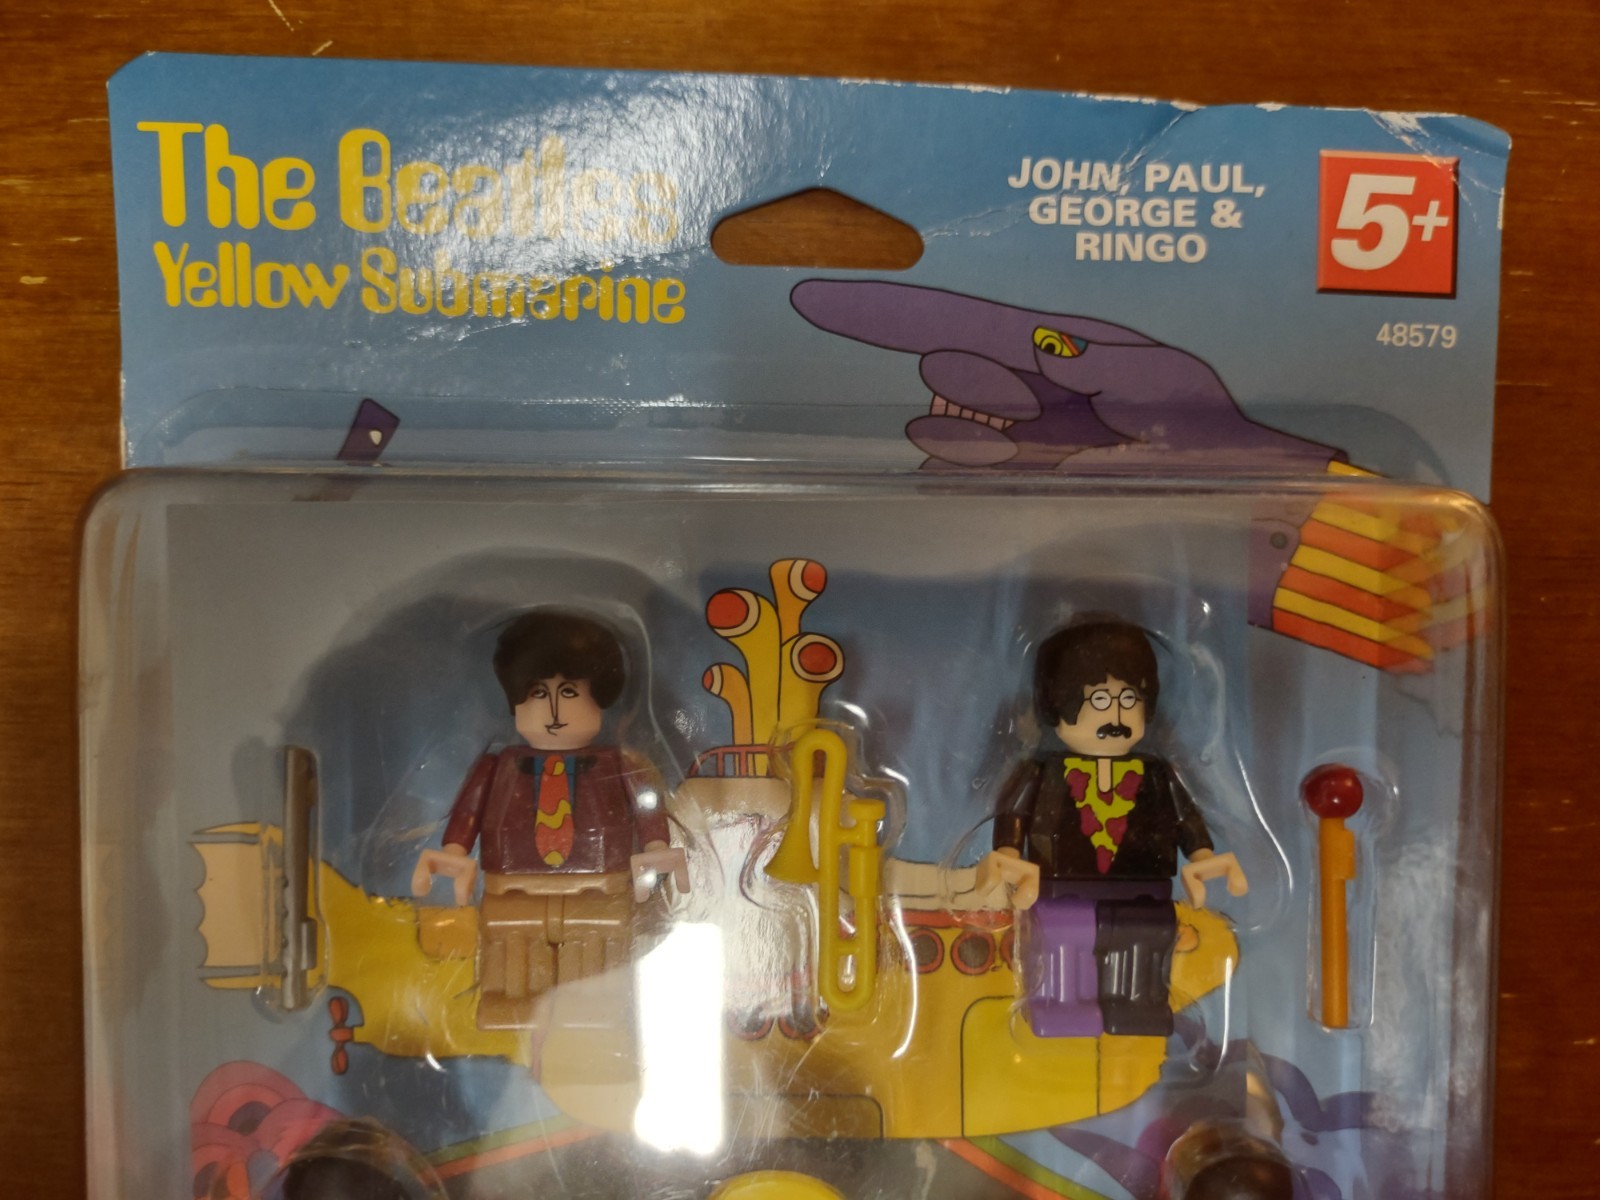 The Beatles
Yellow Submarine
JOHN, PAUL,
GEORGE &
RINGO
5+
48579